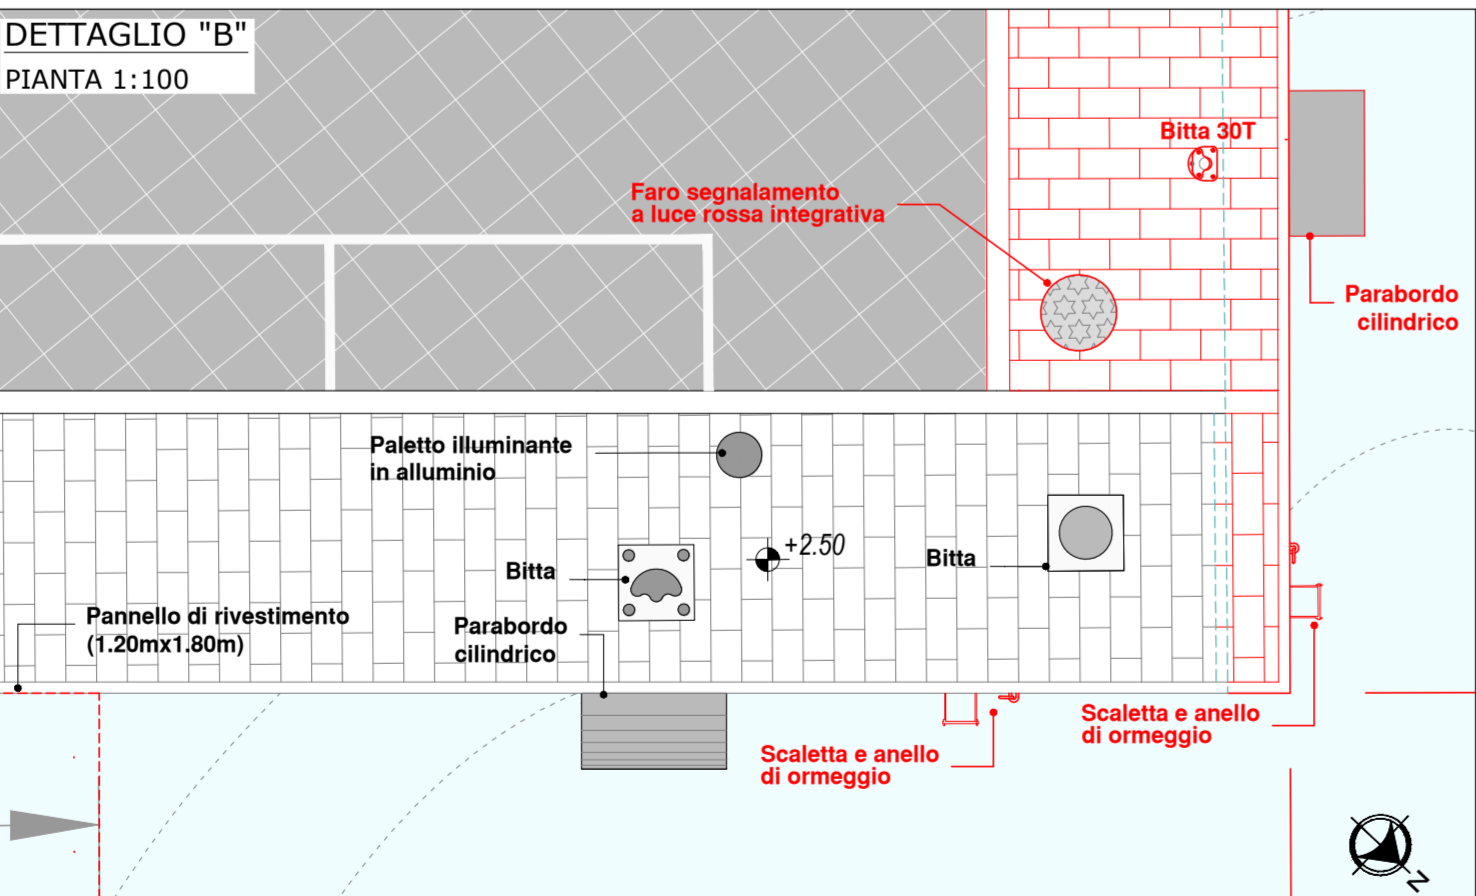 DETTAGLIO "B"
PIANTA 1:100
Bitta 30T
Faro segnalamento
a luce rossa integrativa
Parabordo
cilindrico
Paletto illuminante
in alluminio
+2.50
Bitta
Bitta
Pannello di rivestimento
(1.20mx1.80m)
Parabordo
cilindrico
Scaletta e anello
di ormeggio
Scaletta e anello
di ormeggio
N